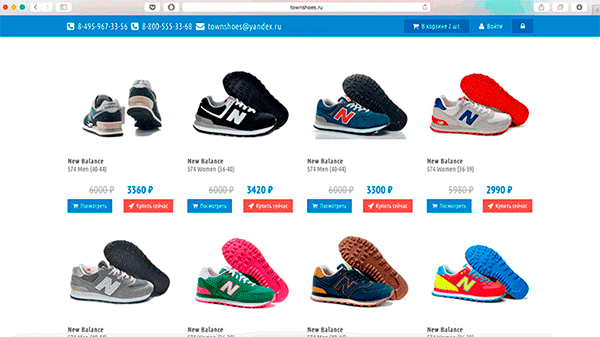 townshoes.ru
8-495-967-33-56 8-800-555-33-68 townshoes@yandex.ru В корзине 2 шт. Войти
New Balance New Balance New Balance New Balance
574 Men (40-44) 574 Women (36-40) 574 Men (40-44) 574 Women (36-39)
6000 ₽ 3360 ₽ 6000 ₽ 3420 ₽ 6000 ₽ 3300 ₽ 5980 ₽ 2990 ₽
Посмотреть Купить сейчас Посмотреть Купить сейчас Посмотреть Купить сейчас Посмотреть Купить сейчас
New Balance New Balance New Balance New Balance